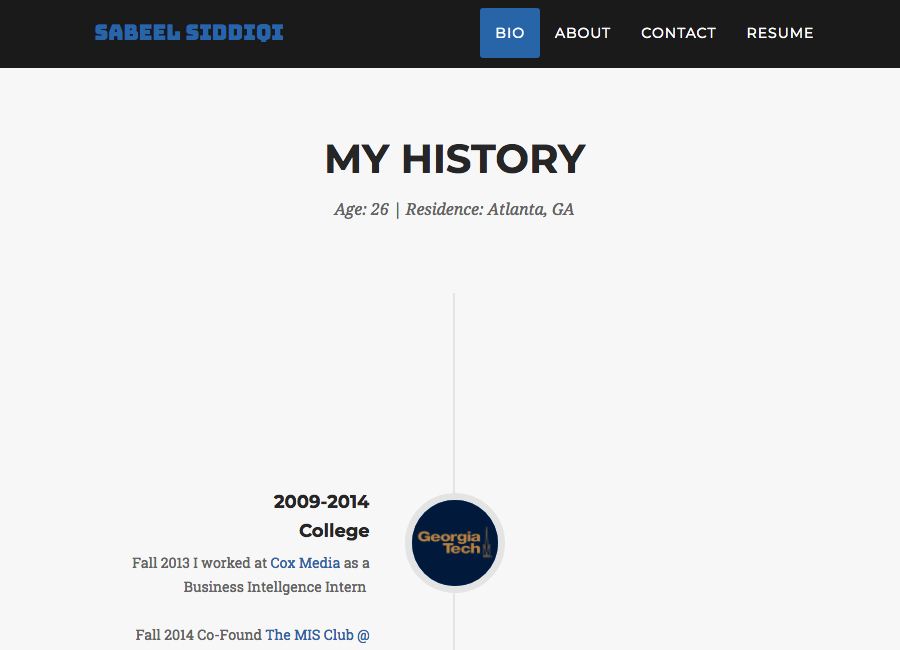 SABEEL SIDDIQI
BIO ABOUT CONTACT RESUME
MY HISTORY
Age: 26 | Residence: Atlanta, GA
2009-2014
College
Georgia
Tech
Fall 2013 I worked at Cox Media as a
Business Intellgence Intern
Fall 2014 Co-Found The MIS Club @